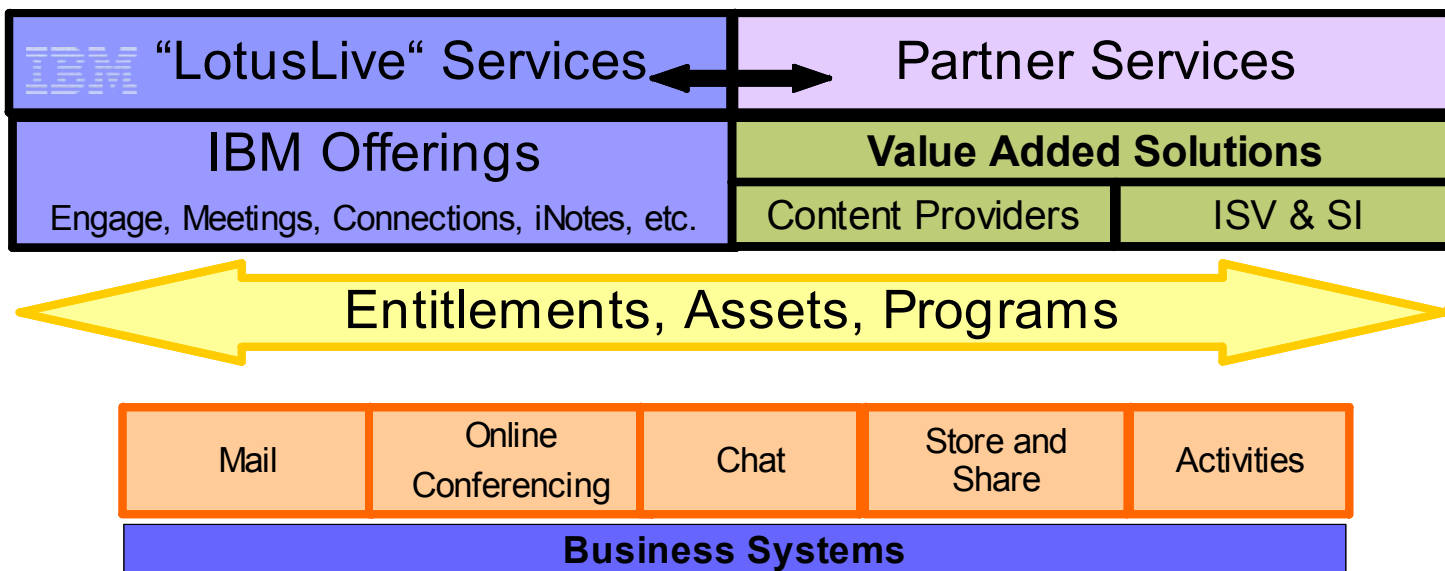 IBM “LotusLive“ Services
Partner Services
IBM Offerings
Engage, Meetings, Connections, iNotes, etc.
Value Added Solutions
Content Providers
ISV & SI
Entitlements, Assets, Programs
Mail
Online
Conferencing
Chat
Store and
Share
Activities
Business Systems